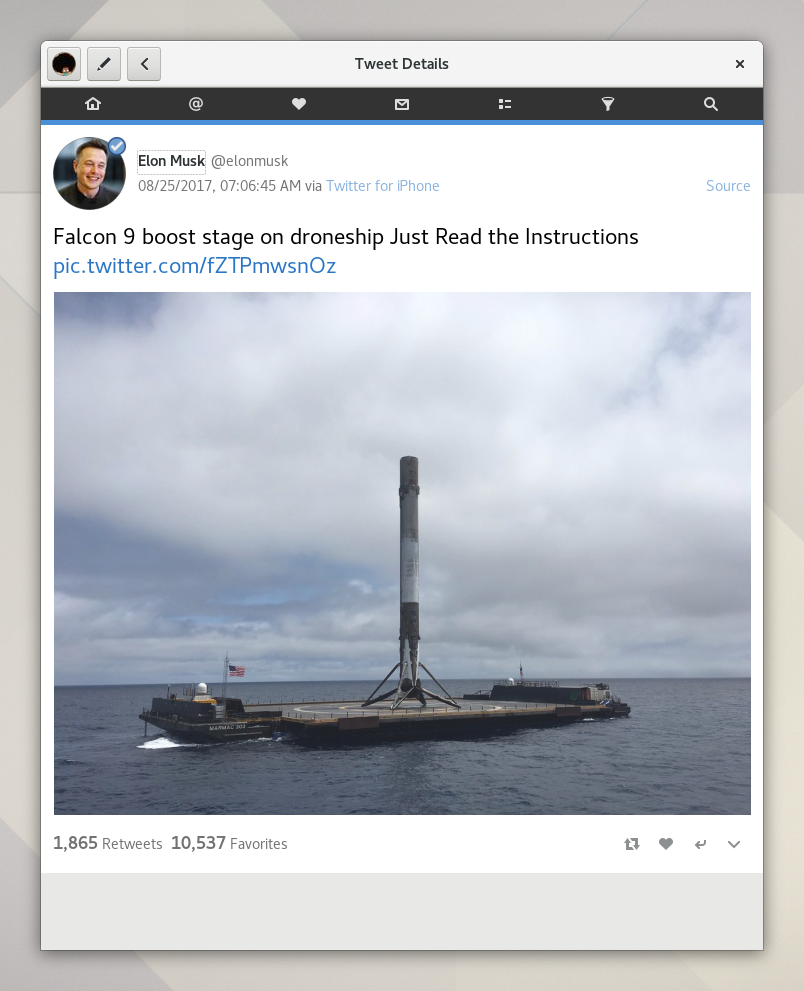 Tweet Details
Elon Musk @elonmusk
08/25/2017, 07:06:45 AM via Twitter for iPhone
Source
Falcon 9 boost stage on droneship Just Read the Instructions
pic.twitter.com/fZTPmwsnOz
MARMAC 303
1,865 Retweets 10,537 Favorites